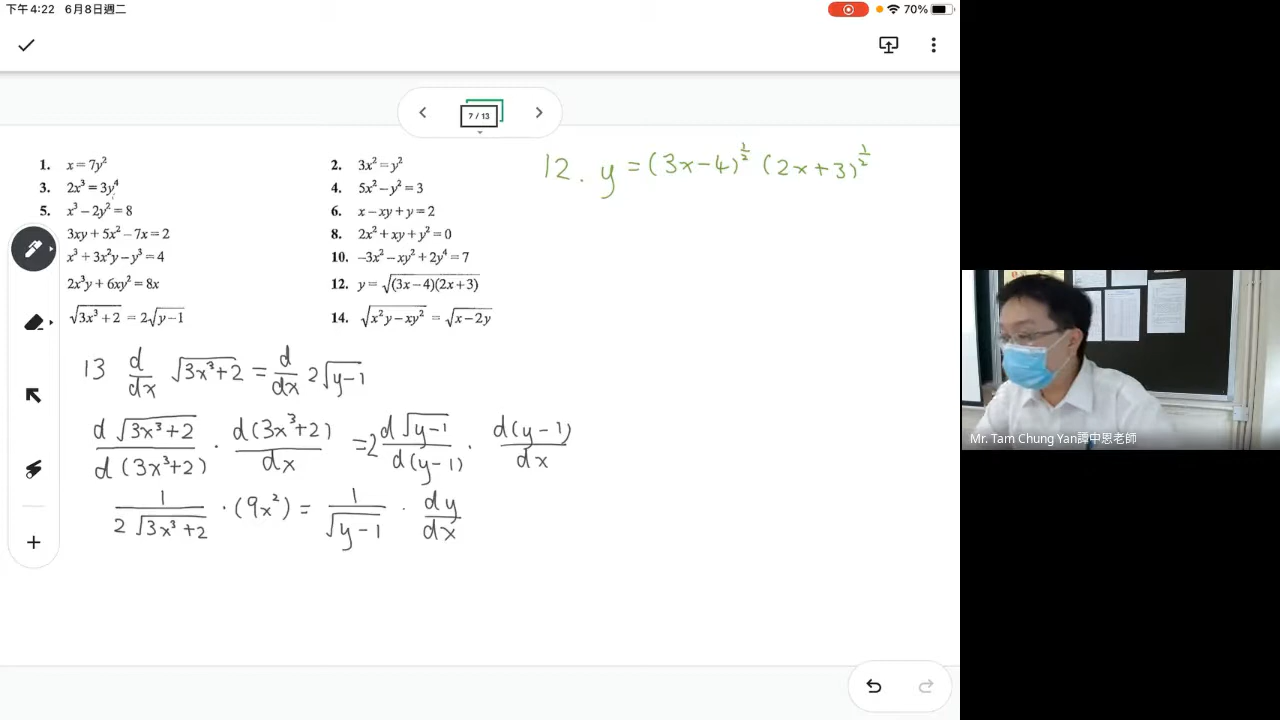 下午4:22 6月8日週二
70%
7 / 13
1. x = 7y²
2. 3x² = y²
3. 2x³ = 3y⁴
4. 5x² − y² = 3
5. x³ − 2y² = 8
6. x − xy + y = 2
3xy + 5x² − 7x = 2
8. 2x² + xy + y² = 0
x³ + 3x²y − y³ = 4
10. −3x² − xy² + 2y⁴ = 7
2x³y + 6xy² = 8x
12. y = √((3x − 4)(2x + 3))
√(3x³ + 2) = 2√(y − 1)
14. √(x²y − xy²) = √(x − 2y)
12. y = (3x−4)^(1/2) (2x+3)^(1/2)
13 d/dx √(3x³+2) = d/dx 2√(y−1)
d√(3x³+2)/d(3x³+2) · d(3x³+2)/dx = 2 d√(y−1)/d(y−1) · d(y−1)/dx
1/(2√(3x³+2)) · (9x²) = 1/√(y−1) · dy/dx
Mr. Tam Chung Yan譚中恩老師